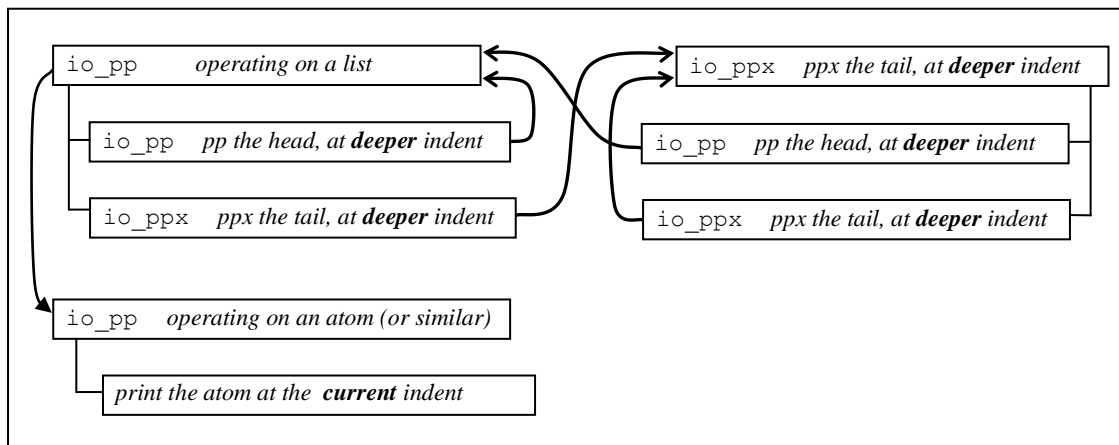 io_pp operating on a list
io_pp pp the head, at deeper indent
io_ppx ppx the tail, at deeper indent
io_pp operating on an atom (or similar)
print the atom at the current indent
io_ppx ppx the tail, at deeper indent
io_pp pp the head, at deeper indent
io_ppx ppx the tail, at deeper indent